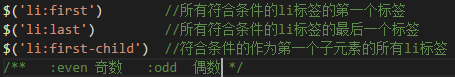 $('li:first')        //所有符合条件的li标签的第一个标签
$('li:last')         //所有符合条件的li标签的最后一个标签
$('li:first-child')  //符合条件的作为第一个子元素的所有li标签
/**   :even 奇数   :odd  偶数 */